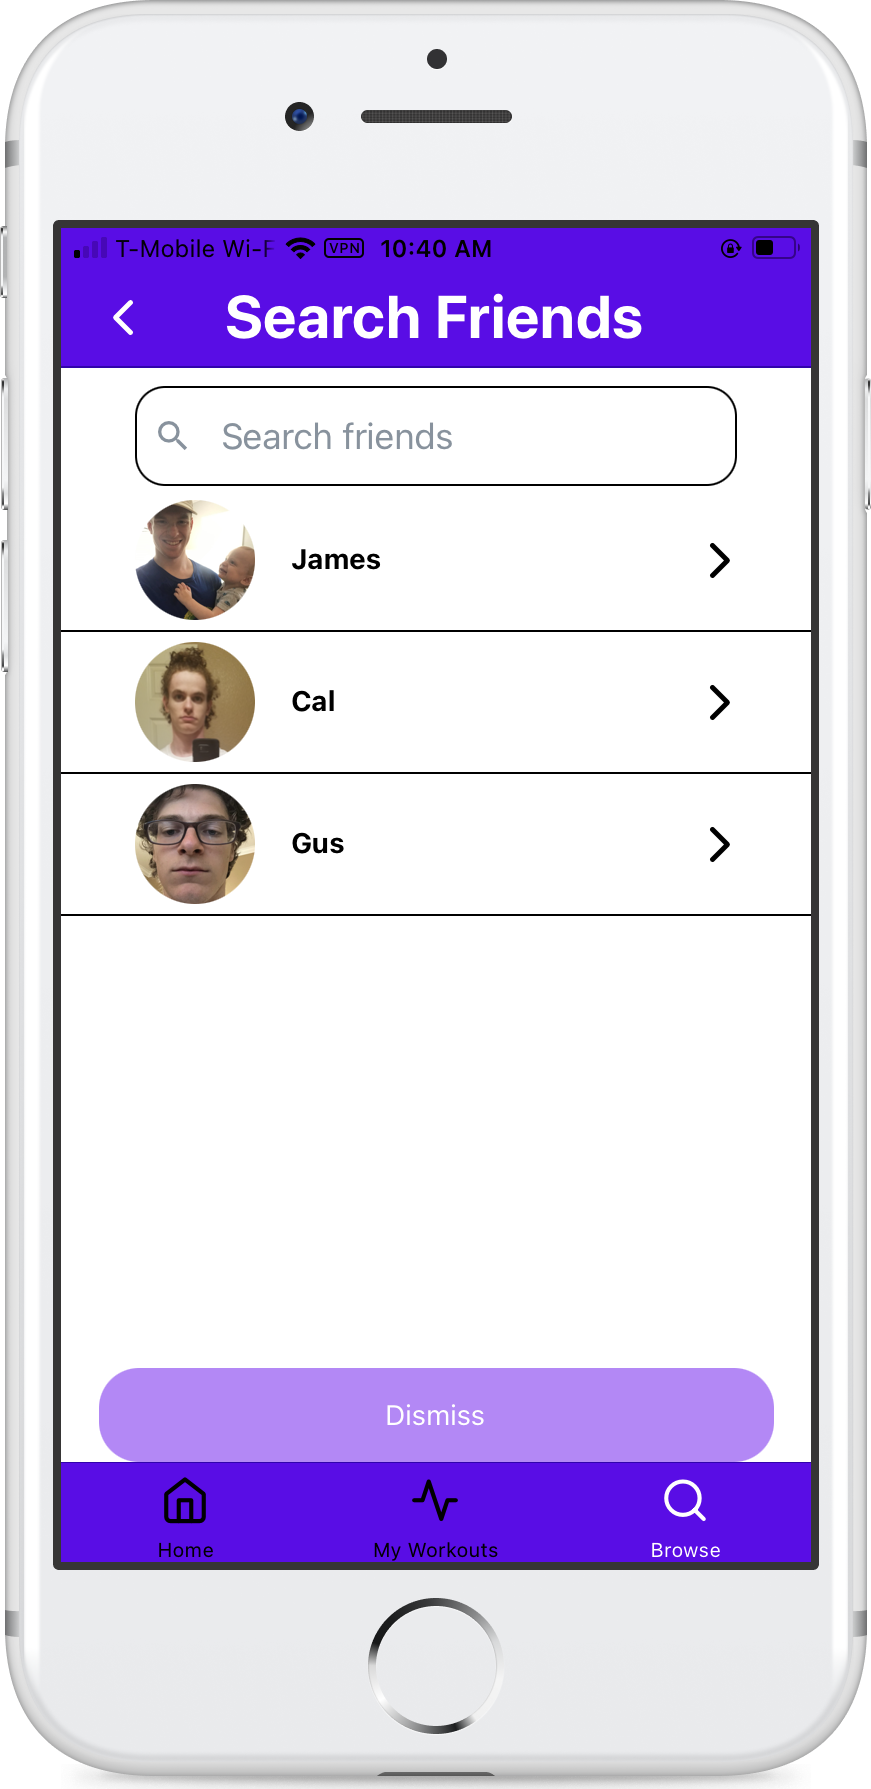 T-Mobile Wi-F VPN 10:40 AM
Search Friends
Search friends
James
Cal
Gus
Dismiss
Home My Workouts Browse